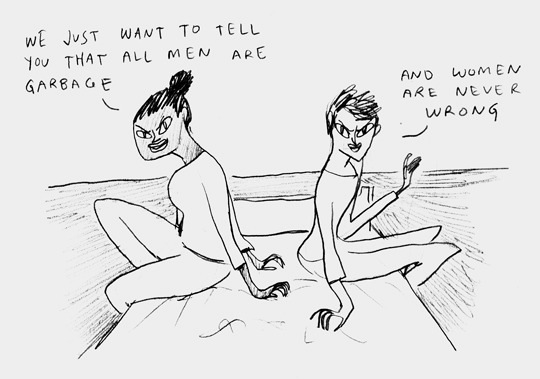 WE JUST WANT TO TELL
YOU THAT ALL MEN ARE
GARBAGE
AND WOMEN
ARE NEVER
WRONG